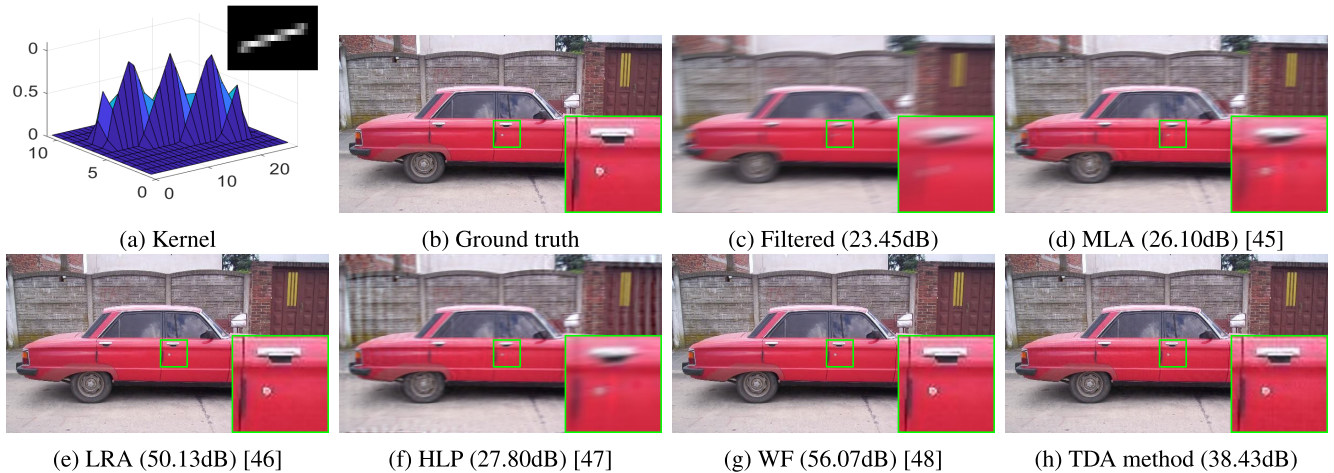 0
0.5
0
10
5
0
0
10
20
(a) Kernel
(b) Ground truth
(c) Filtered (23.45dB)
(d) MLA (26.10dB) [45]
(e) LRA (50.13dB) [46]
(f) HLP (27.80dB) [47]
(g) WF (56.07dB) [48]
(h) TDA method (38.43dB)